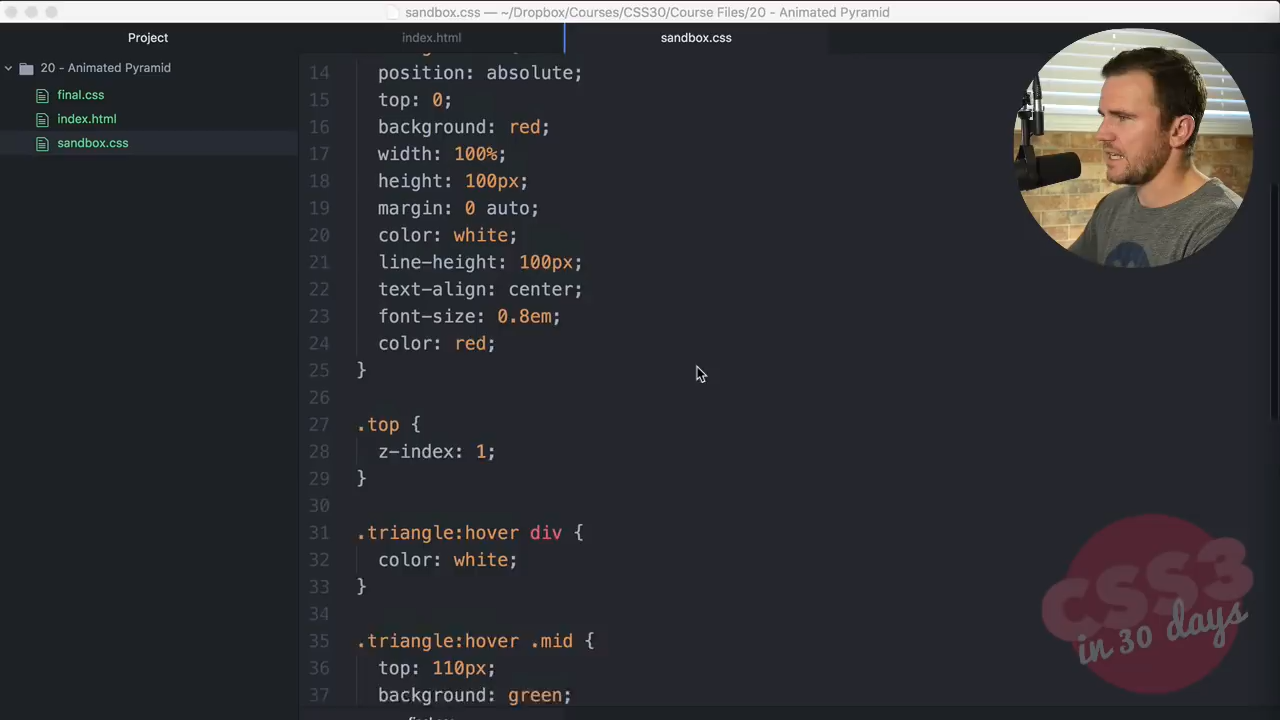 sandbox.css — ~/Dropbox/Courses/CSS30/Course Files/20 - Animated Pyramid
Project
index.html
sandbox.css
20 - Animated Pyramid
final.css
index.html
sandbox.css
14 position: absolute;
15 top: 0;
16 background: red;
17 width: 100%;
18 height: 100px;
19 margin: 0 auto;
20 color: white;
21 line-height: 100px;
22 text-align: center;
23 font-size: 0.8em;
24 color: red;
25 }
26
27 .top {
28 z-index: 1;
29 }
30
31 .triangle:hover div {
32 color: white;
33 }
34
35 .triangle:hover .mid {
36 top: 110px;
37 background: green;
CSS3
in 30 days